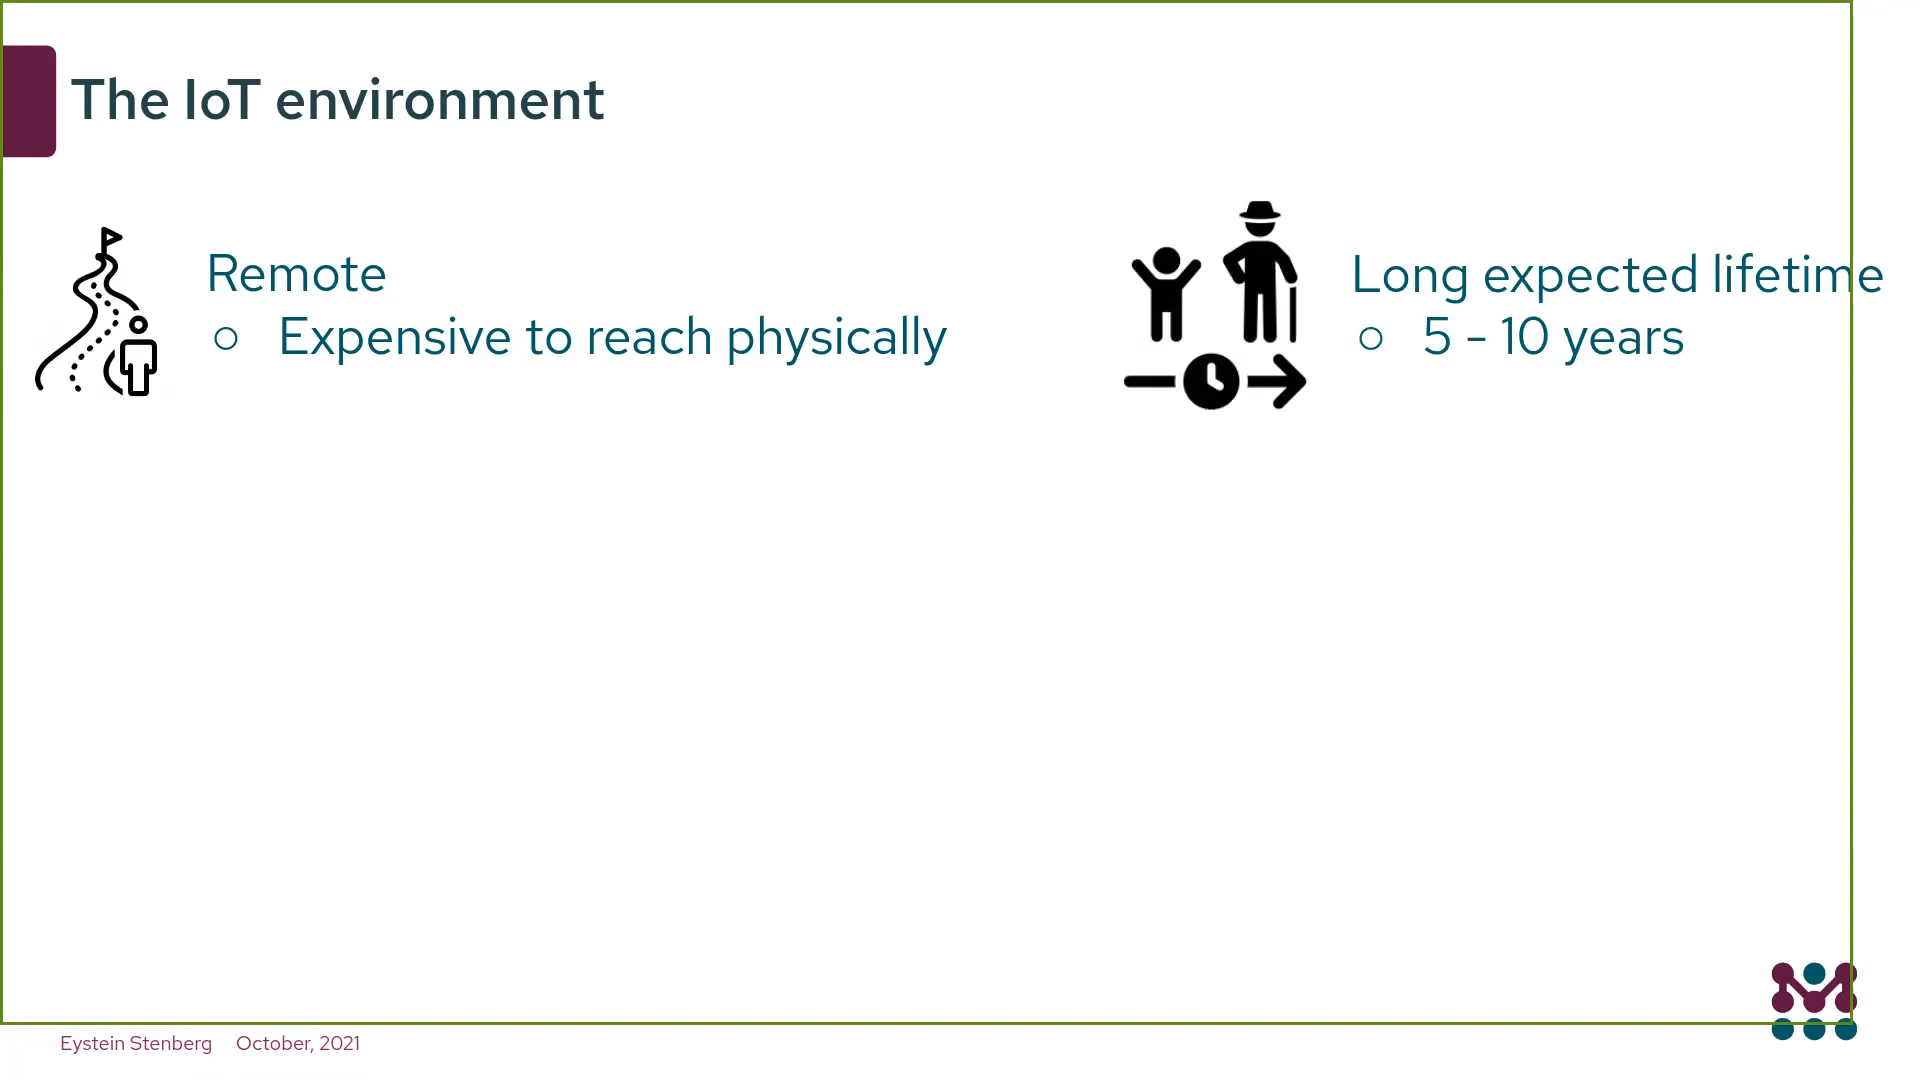 The IoT environment
Remote
○ Expensive to reach physically
Long expected lifetime
○ 5 - 10 years
Eystein Stenberg October, 2021